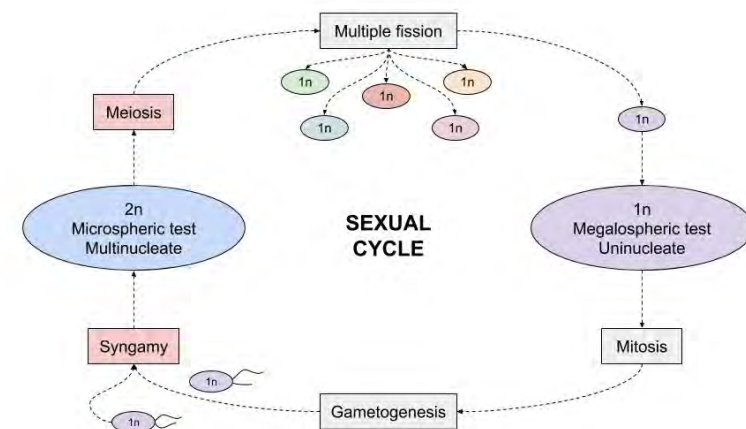 Multiple fission
1n
1n
1n
1n
1n
Meiosis
1n
2n
Microspheric test
Multinucleate
SEXUAL
CYCLE
1n
Megalospheric test
Uninucleate
Syngamy
Mitosis
1n
Gametogenesis
1n